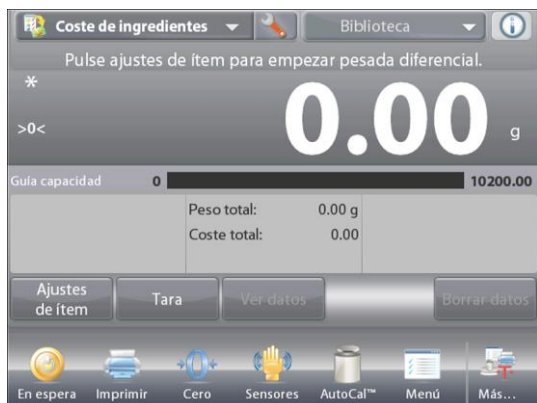 Coste de ingredientes Biblioteca
Pulse ajustes de ítem para empezar pesada diferencial.
*
>0<
0.00 g
Guía capacidad 0 10200.00
Peso total: 0.00 g
Coste total: 0.00
Ajustes de ítem Tara Ver datos Borrar datos
En espera Imprimir Cero Sensores AutoCal™ Menú Más...